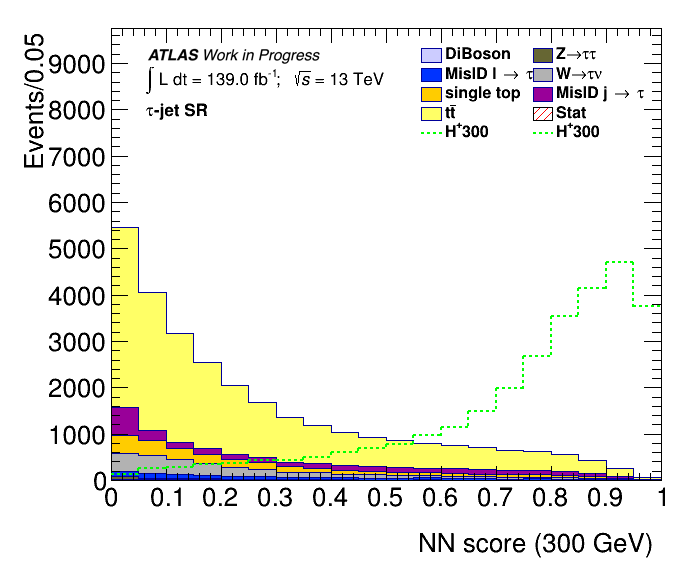 ATLAS Work in Progress
∫ L dt = 139.0 fb⁻¹; √s = 13 TeV
τ-jet SR
DiBoson
MisID l → τ
single top
tt̄
H⁺300
Z→ττ
W→τν
MisID j → τ
Stat
H⁺300
Events/0.05
9000
8000
7000
6000
5000
4000
3000
2000
1000
0
0 0.1 0.2 0.3 0.4 0.5 0.6 0.7 0.8 0.9 1
NN score (300 GeV)